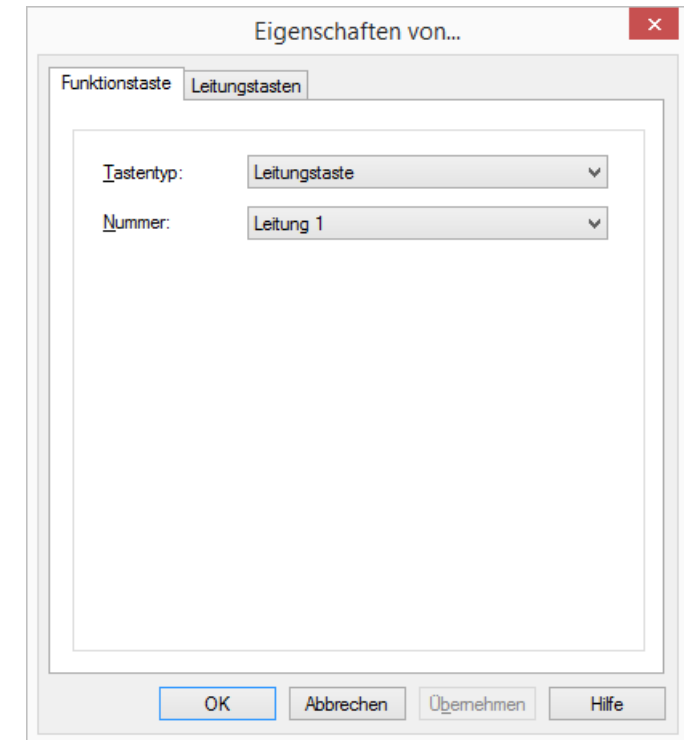 Eigenschaften von...
Funktionstaste Leitungstasten
Tastentyp: Leitungstaste
Nummer: Leitung 1
OK Abbrechen Übernehmen Hilfe